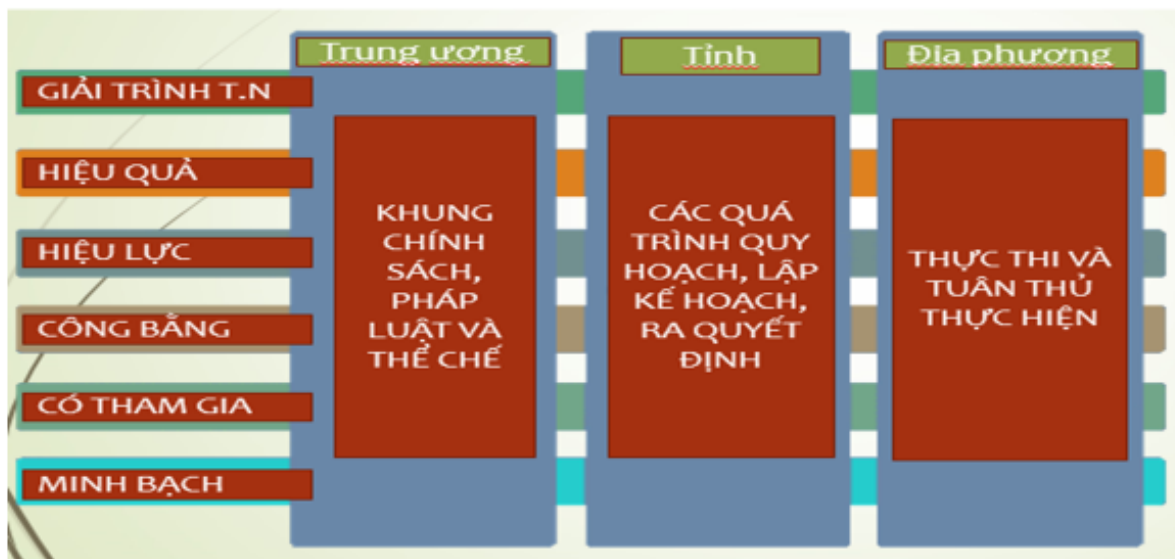 Trung ương
Tỉnh
Địa phương
GIẢI TRÌNH T.N
HIỆU QUẢ
HIỆU LỰC
CÔNG BẰNG
CÓ THAM GIA
MINH BẠCH
KHUNG
CHÍNH
SÁCH,
PHÁP
LUẬT VÀ
THỂ CHẾ
CÁC QUÁ
TRÌNH QUY
HOẠCH, LẬP
KẾ HOẠCH,
RA QUYẾT
ĐỊNH
THỰC THI VÀ
TUÂN THỦ
THỰC HIỆN